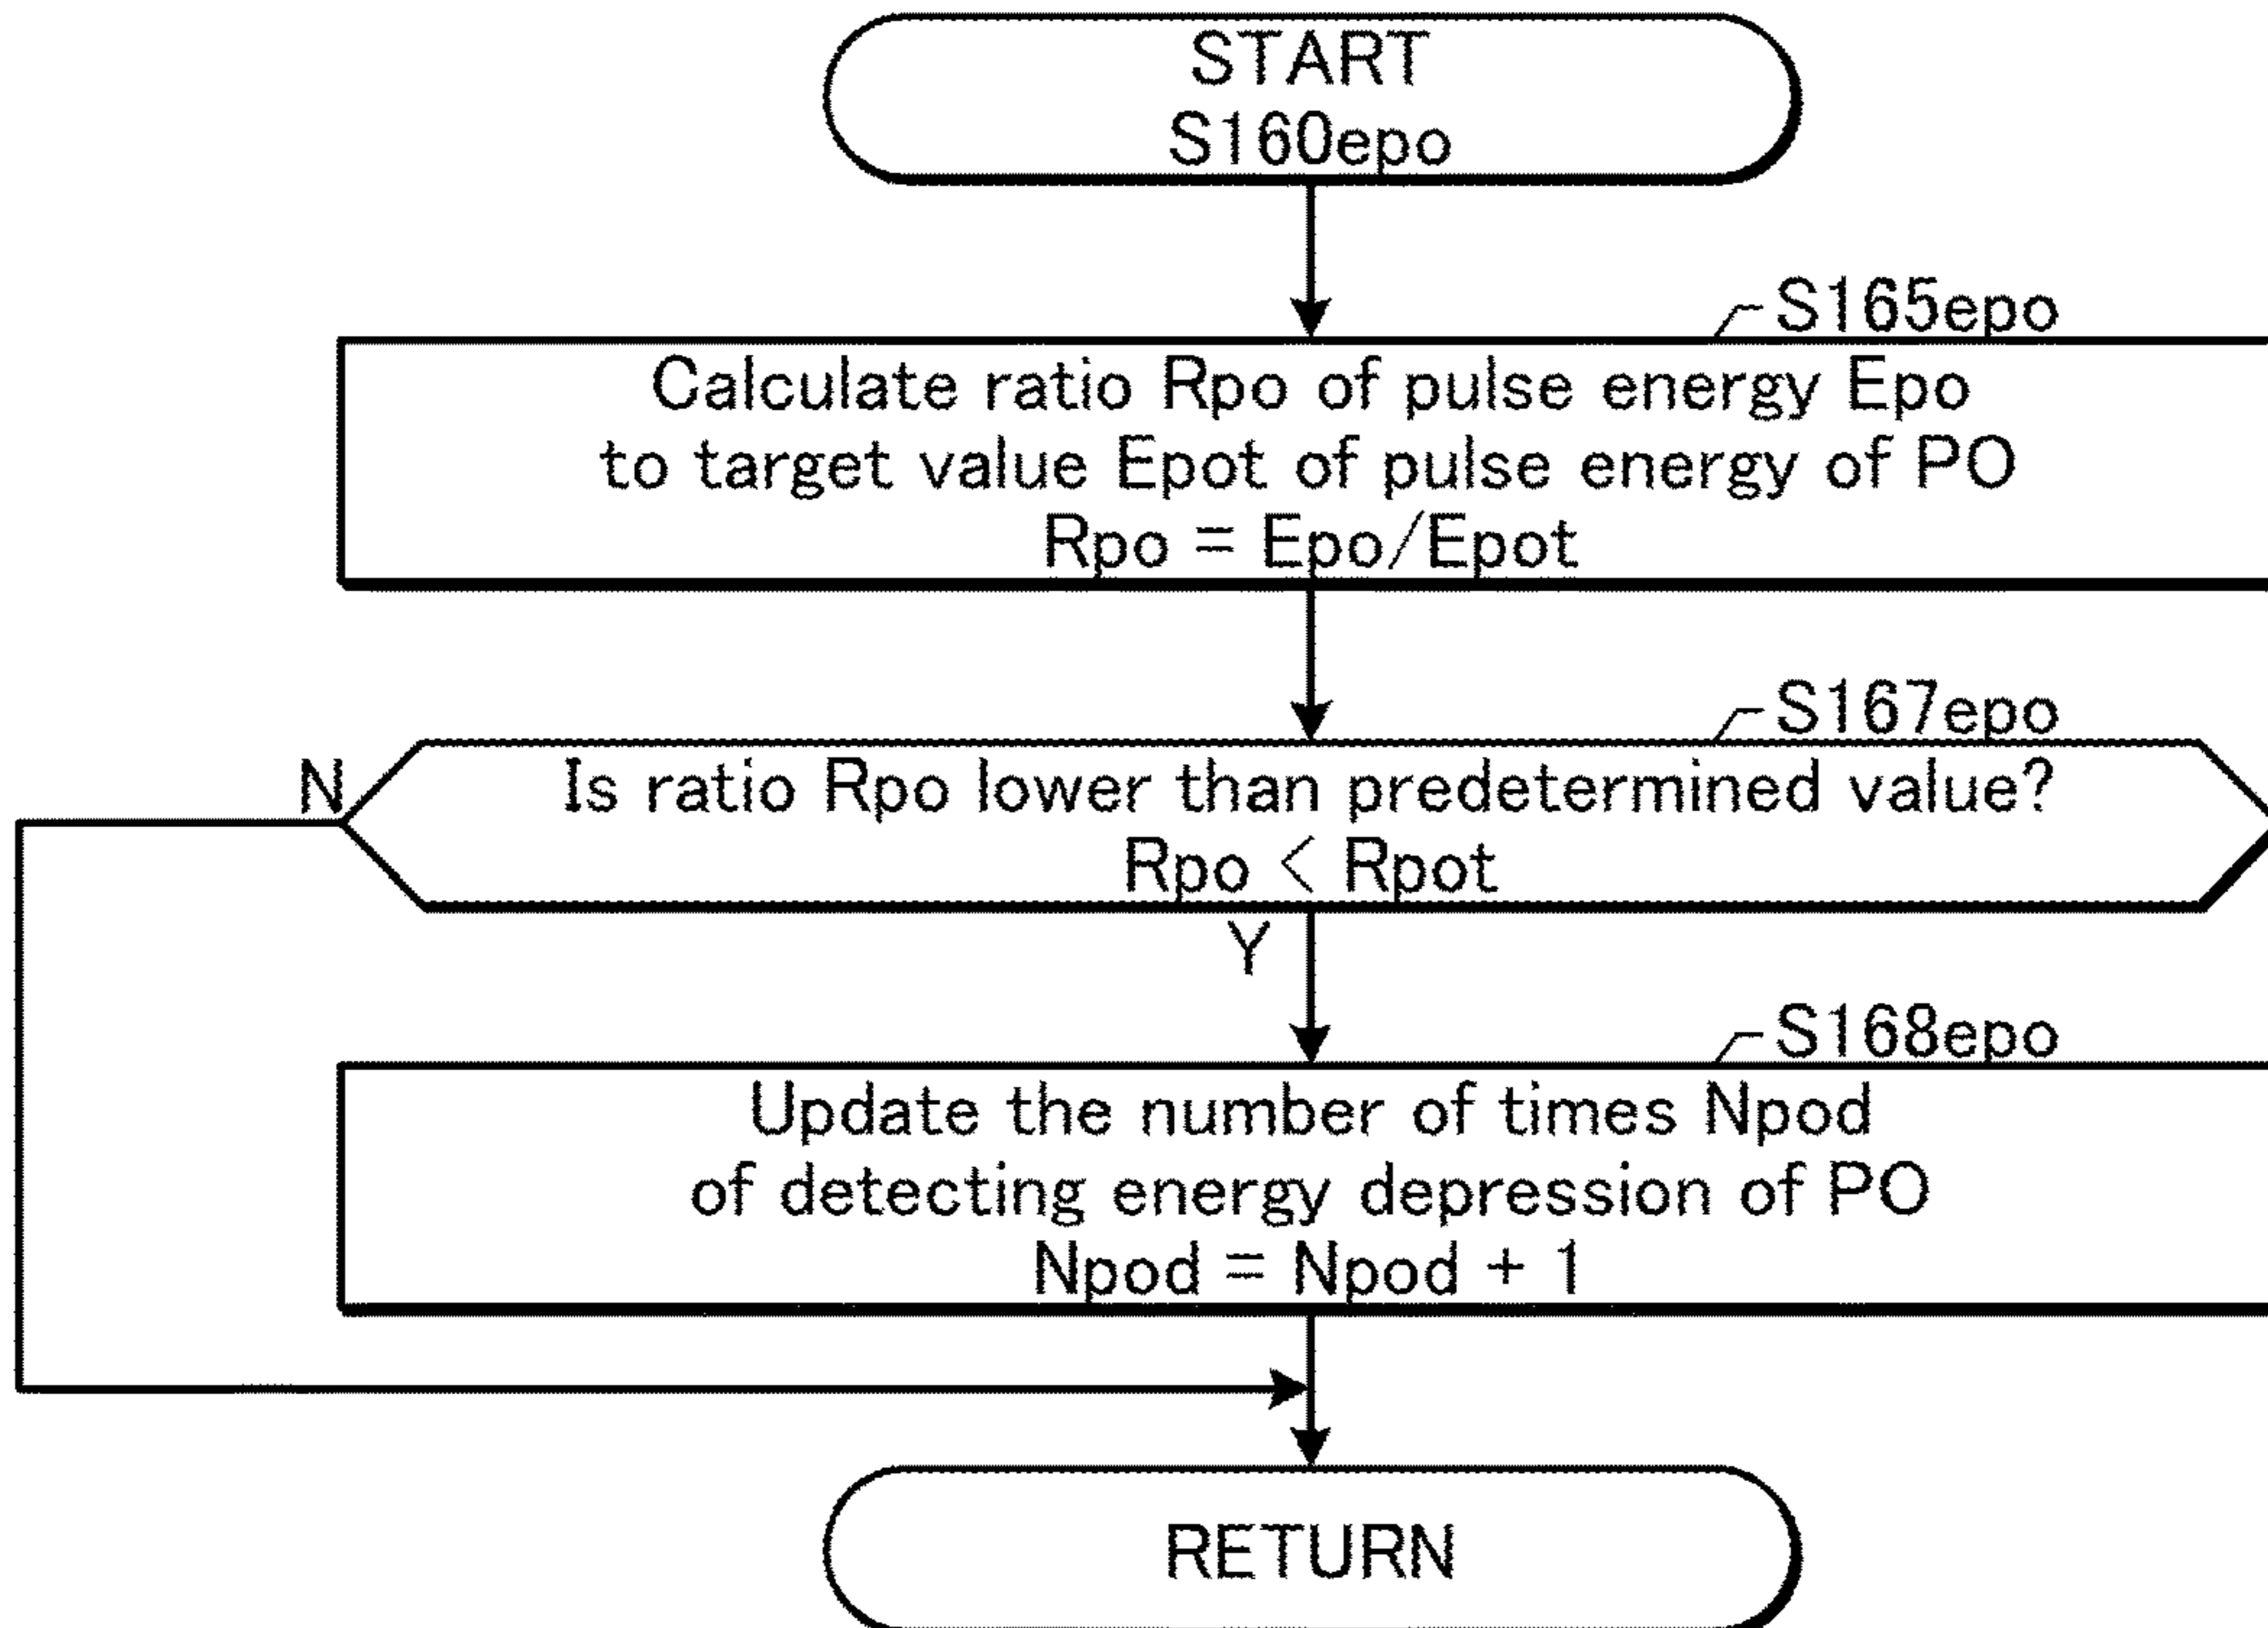 START
S160epo
S165epo
Calculate ratio Rpo of pulse energy Epo
to target value Epot of pulse energy of PO
Rpo = Epo/Epot
S167epo
N
Is ratio Rpo lower than predetermined value?
Rpo < Rpot
Y
S168epo
Update the number of times Npod
of detecting energy depression of PO
Npod = Npod + 1
RETURN